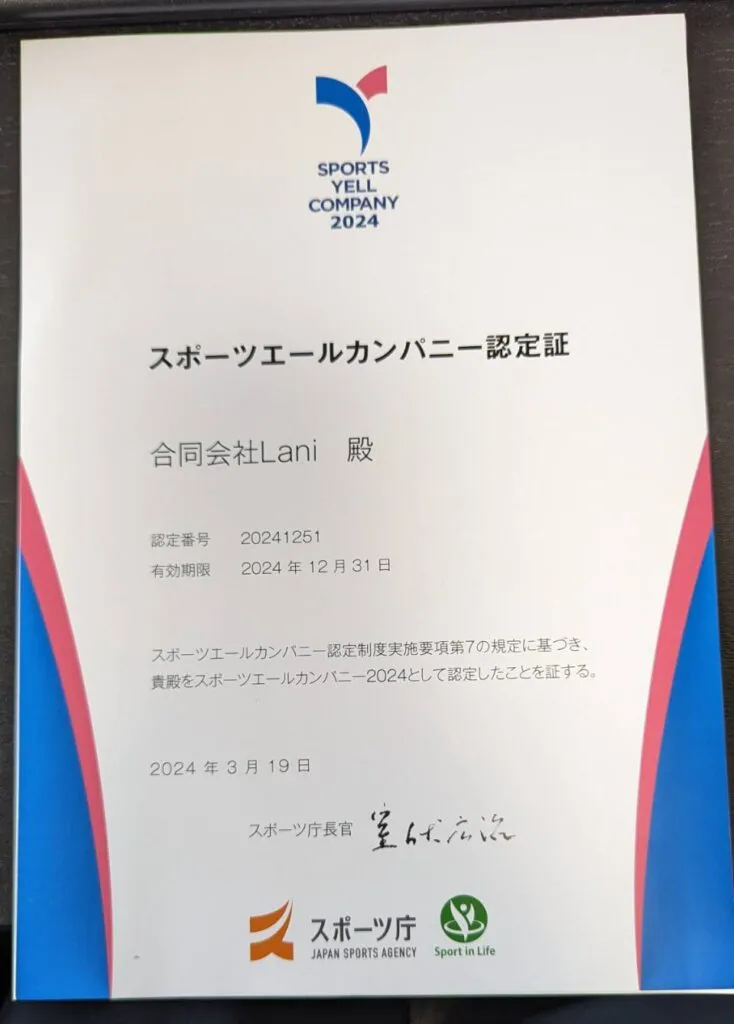 SPORTS
YELL
COMPANY
2024
スポーツエールカンパニー認定証
合同会社Lani 殿
認定番号 20241251
有効期限 2024 年 12 月 31 日
スポーツエールカンパニー認定制度実施要項第7の規定に基づき、
貴殿をスポーツエールカンパニー2024として認定したことを証する。
2024 年 3 月 19 日
スポーツ庁長官 室伏広治
スポーツ庁
JAPAN SPORTS AGENCY
Sport in Life